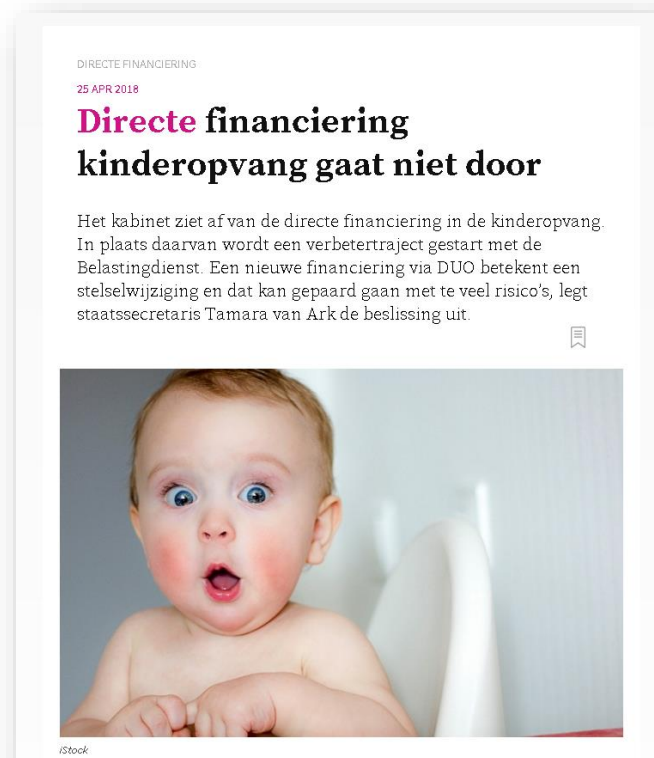 DIRECTE FINANCIERING
25 APR 2018
Directe financiering
kinderopvang gaat niet door
Het kabinet ziet af van de directe financiering in de kinderopvang.
In plaats daarvan wordt een verbetertraject gestart met de
Belastingdienst. Een nieuwe financiering via DUO betekent een
stelselwijziging en dat kan gepaard gaan met te veel risico's, legt
staatssecretaris Tamara van Ark de beslissing uit.
iStock